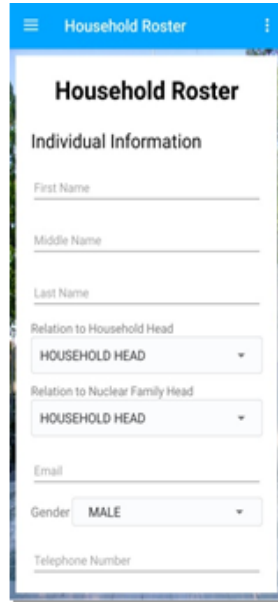 Household Roster
Household Roster
Individual Information
First Name
Middle Name
Last Name
Relation to Household Head
HOUSEHOLD HEAD
Relation to Nuclear Family Head
HOUSEHOLD HEAD
Email
Gender MALE
Telephone Number